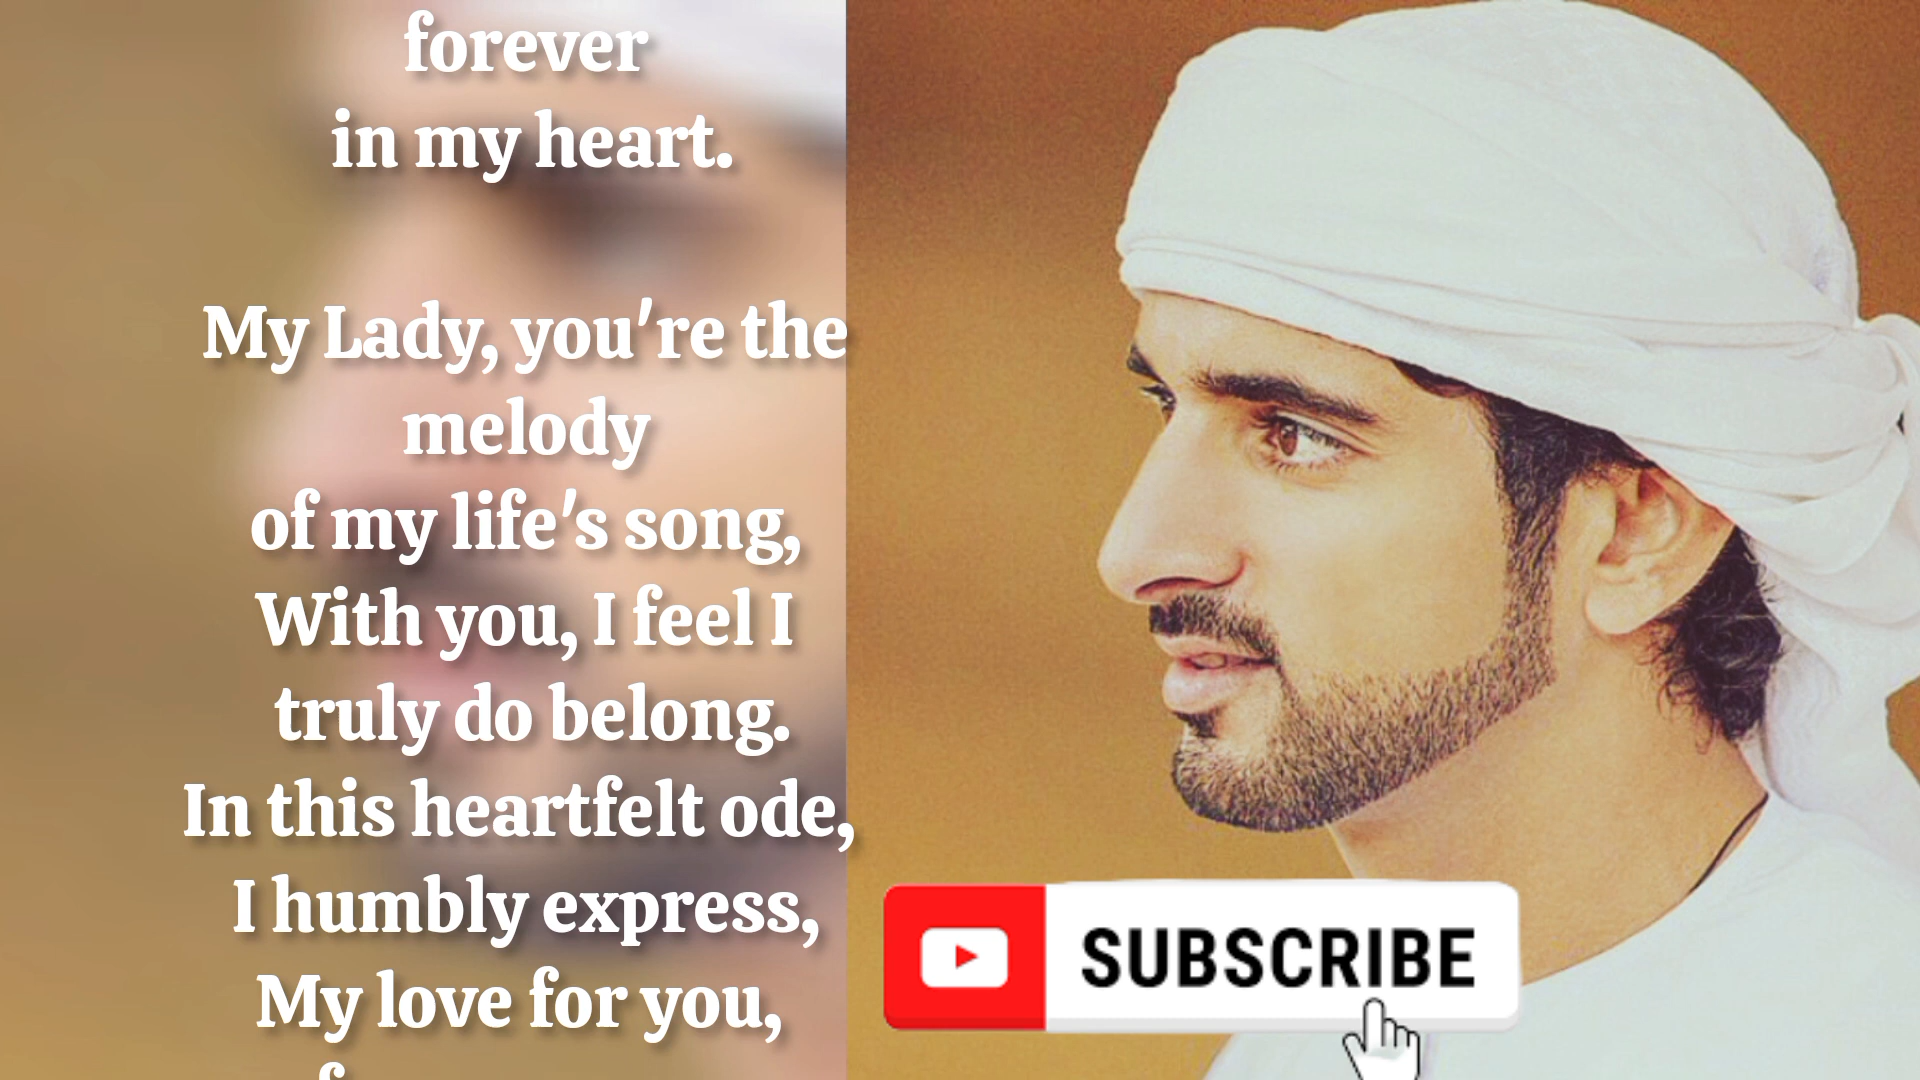 forever
in my heart.
My Lady, you're the
melody
of my life's song,
With you, I feel I
truly do belong.
In this heartfelt ode,
I humbly express,
My love for you,
SUBSCRIBE